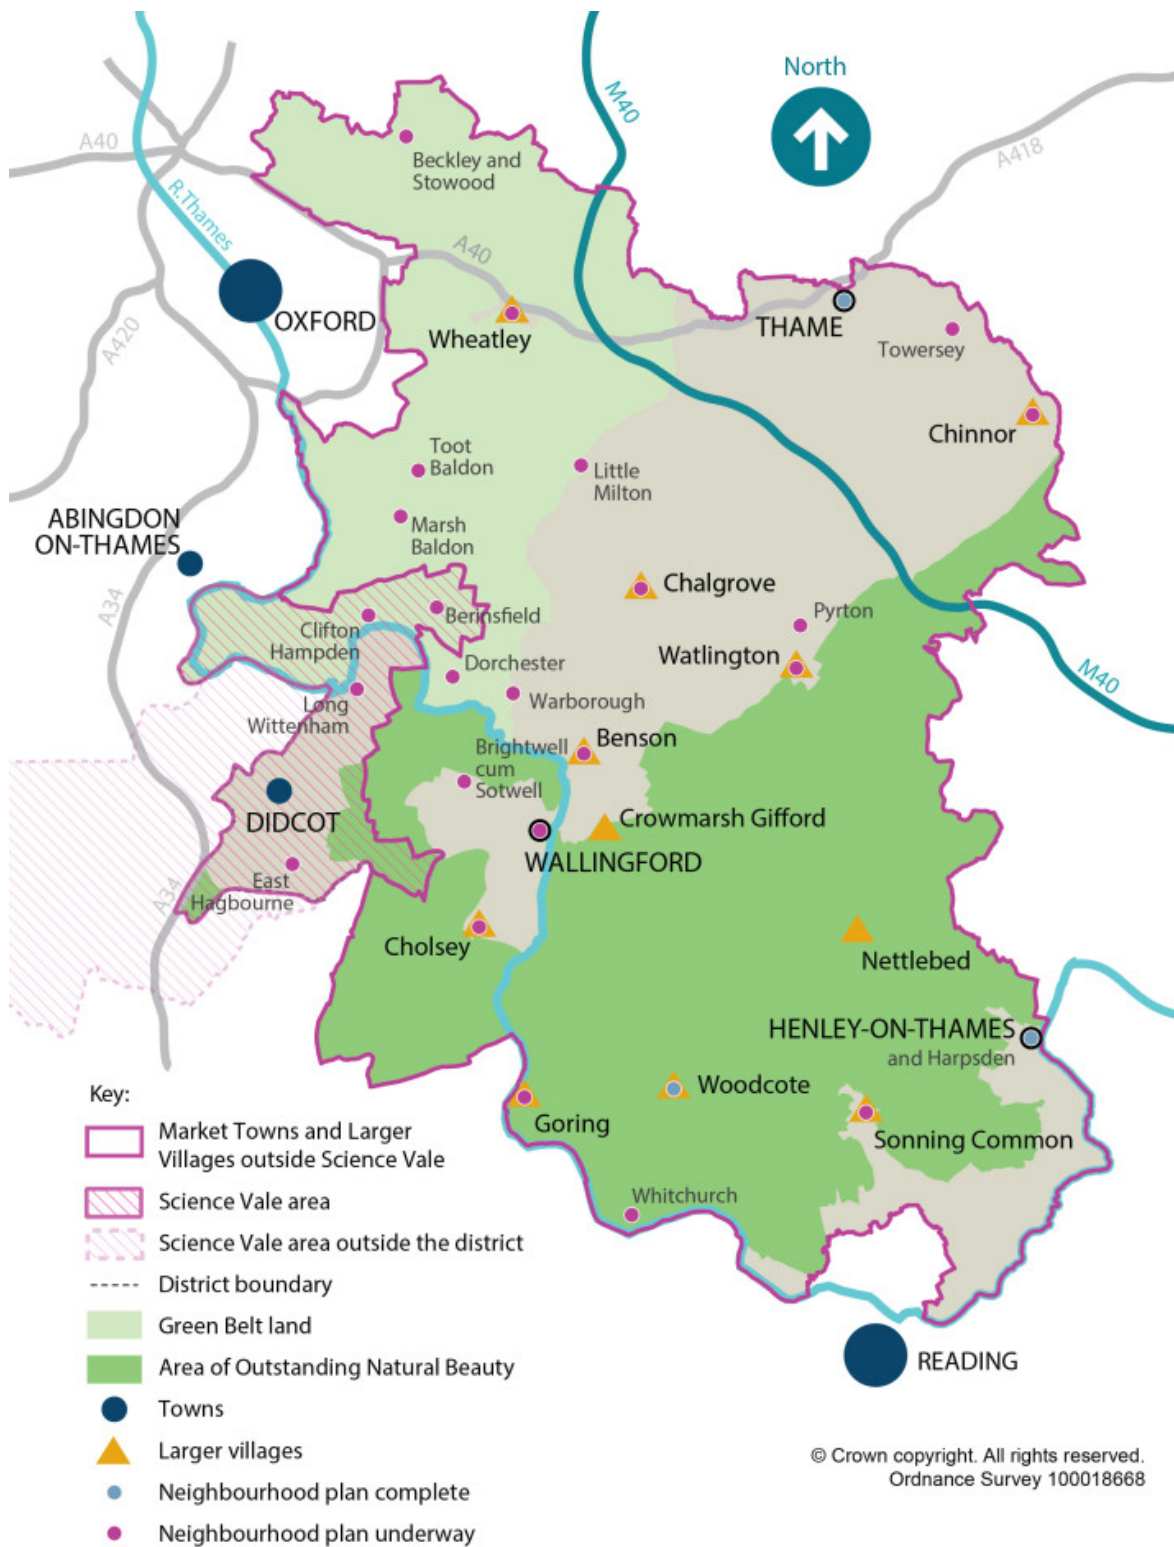 North
M40
A40
A418
Beckley and
Stowood
R.Thames
A40
OXFORD
Wheatley
THAME
Towersey
A420
Chinnor
Toot
Baldon
Little
Milton
ABINGDON
ON-THAMES
Marsh
Baldon
A34
Chalgrove
Berinsfield
Pyrton
Clifton
Hampden
Watlington
Dorchester
M40
Long
Wittenham
Warborough
Benson
Brightwell
cum
Sotwell
DIDCOT
Crowmarsh Gifford
WALLINGFORD
East
Hagbourne
A34
Cholsey
Nettlebed
HENLEY-ON-THAMES
and Harpsden
Woodcote
Goring
Sonning Common
Whitchurch
READING
Key:
Market Towns and Larger
Villages outside Science Vale
Science Vale area
Science Vale area outside the district
District boundary
Green Belt land
Area of Outstanding Natural Beauty
Towns
Larger villages
Neighbourhood plan complete
Neighbourhood plan underway
© Crown copyright. All rights reserved.
Ordnance Survey 100018668